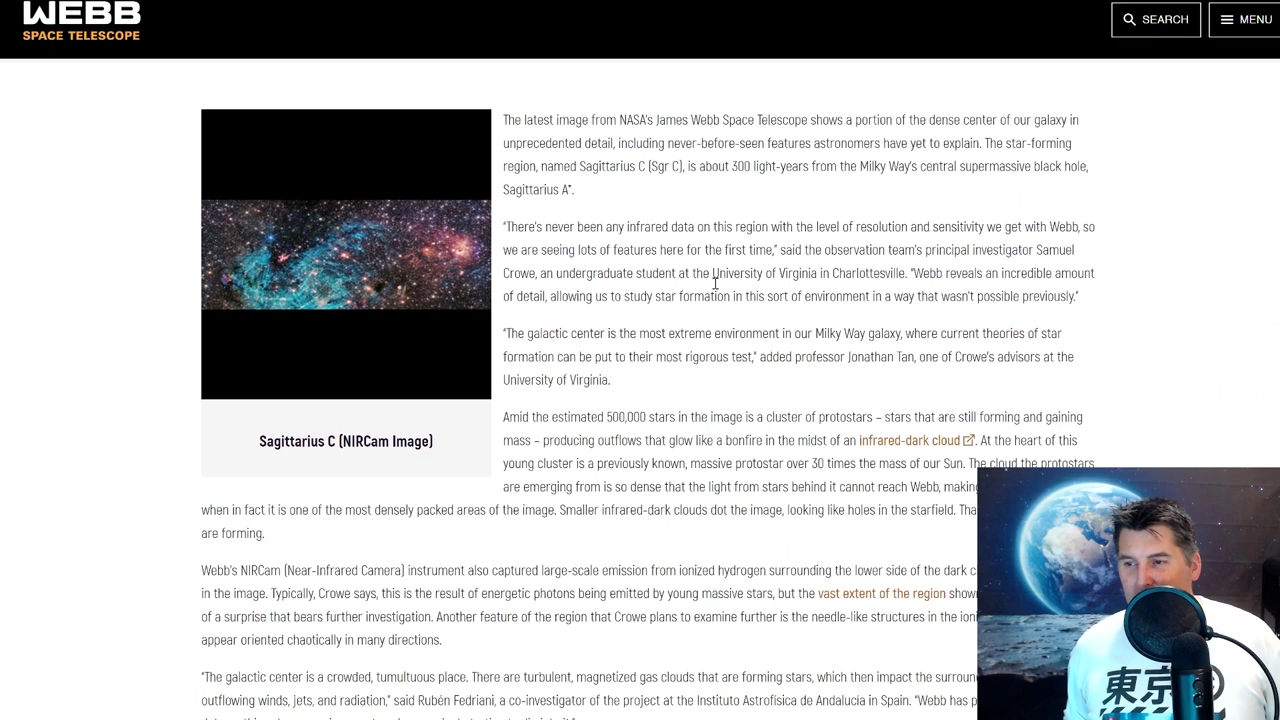 WEBB
SPACE TELESCOPE
SEARCH
MENU
The latest image from NASA's James Webb Space Telescope shows a portion of the dense center of our galaxy in
unprecedented detail, including never-before-seen features astronomers have yet to explain. The star-forming
region, named Sagittarius C (Sgr C), is about 300 light-years from the Milky Way's central supermassive black hole,
Sagittarius A*.
"There's never been any infrared data on this region with the level of resolution and sensitivity we get with Webb, so
we are seeing lots of features here for the first time," said the observation team's principal investigator Samuel
Crowe, an undergraduate student at the University of Virginia in Charlottesville. "Webb reveals an incredible amount
of detail, allowing us to study star formation in this sort of environment in a way that wasn't possible previously."
"The galactic center is the most extreme environment in our Milky Way galaxy, where current theories of star
formation can be put to their most rigorous test," added professor Jonathan Tan, one of Crowe's advisors at the
University of Virginia.
Amid the estimated 500,000 stars in the image is a cluster of protostars – stars that are still forming and gaining
mass – producing outflows that glow like a bonfire in the midst of an infrared-dark cloud. At the heart of this
young cluster is a previously known, massive protostar over 30 times the mass of our Sun. The cloud the protostars
are emerging from is so dense that the light from stars behind it cannot reach Webb, making
when in fact it is one of the most densely packed areas of the image. Smaller infrared-dark clouds dot the image, looking like holes in the starfield.
are forming.
Sagittarius C (NIRCam Image)
Webb's NIRCam (Near-Infrared Camera) instrument also captured large-scale emission from ionized hydrogen surrounding the lower side of the dark
in the image. Typically, Crowe says, this is the result of energetic photons being emitted by young massive stars, but the vast extent of the region
of a surprise that bears further investigation. Another feature of the region that Crowe plans to examine further is the needle-like structures in the
appear oriented chaotically in many directions.
"The galactic center is a crowded, tumultuous place. There are turbulent, magnetized gas clouds that are forming stars, which then impact the
outflowing winds, jets, and radiation," said Rubén Fedriani, a co-investigator of the project at the Instituto Astrofísica de Andalucía in Spain. "Webb has
東京